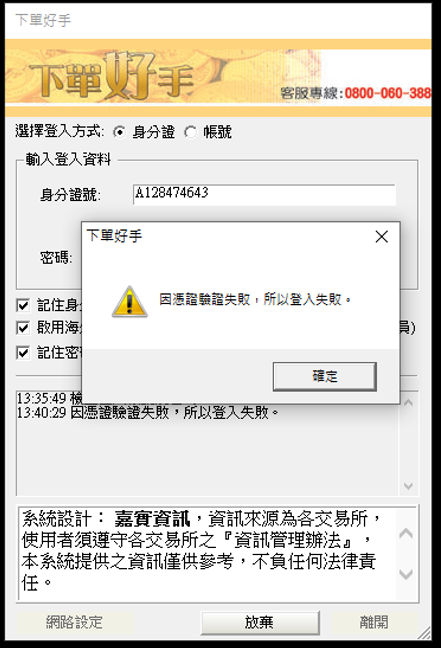 下單好手
下單好手
客服專線:0800-060-388
選擇登入方式: 身分證 帳號
輸入登入資料
身分證號: A128474643
下單好手
密碼:
因憑證驗證失敗，所以登入失敗。
記住身
啟用海 員)
確定
記住密
13:35:49 檢
13:40:29 因憑證驗證失敗，所以登入失敗。
系統設計： 嘉實資訊，資訊來源為各交易所，
使用者須遵守各交易所之『資訊管理辦法』，
本系統提供之資訊僅供參考，不負任何法律責
任。
網路設定 放棄 離開